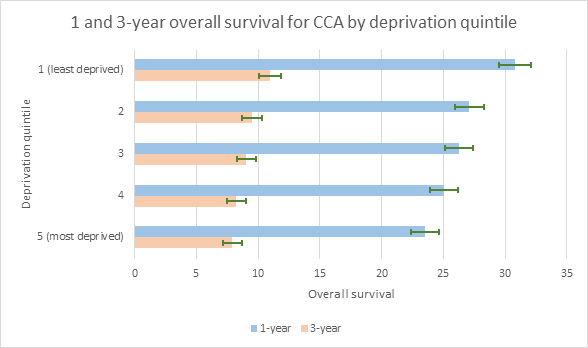 1 and 3-year overall survival for CCA by deprivation quintile
Deprivation quintile
1 (least deprived)
2
3
4
5 (most deprived)
0 5 10 15 20 25 30 35
Overall survival
1-year 3-year